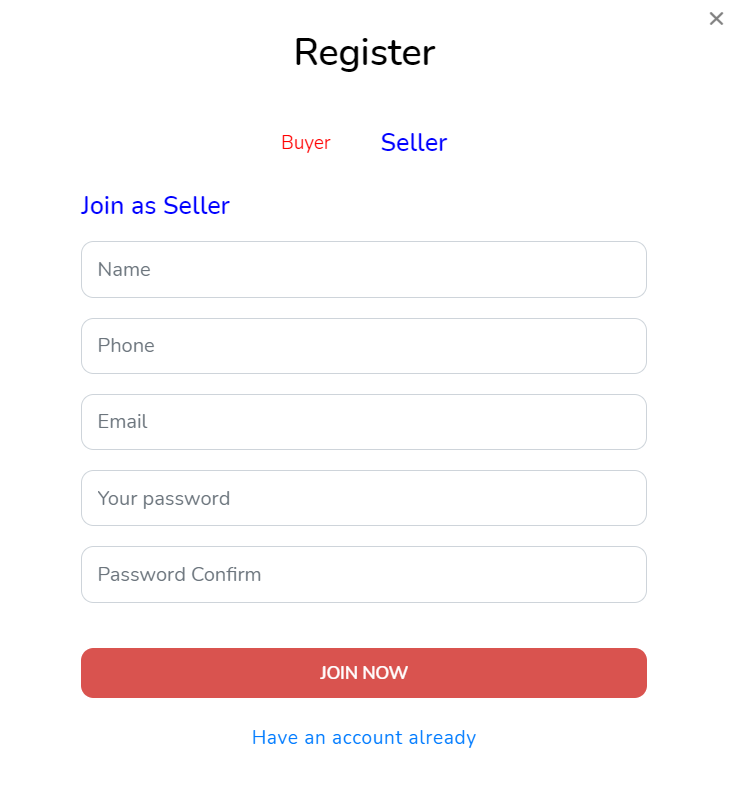 Register
Buyer Seller
Join as Seller
Name
Phone
Email
Your password
Password Confirm
JOIN NOW
Have an account already